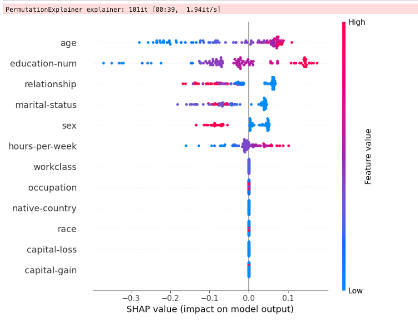 PermutationExplainer explainer: 101it [00:39, 1.94it/s]
High
age
education-num
relationship
marital-status
sex
hours-per-week
workclass
occupation
native-country
race
capital-loss
capital-gain
Feature value
Low
−0.3 −0.2 −0.1 0.0 0.1
SHAP value (impact on model output)